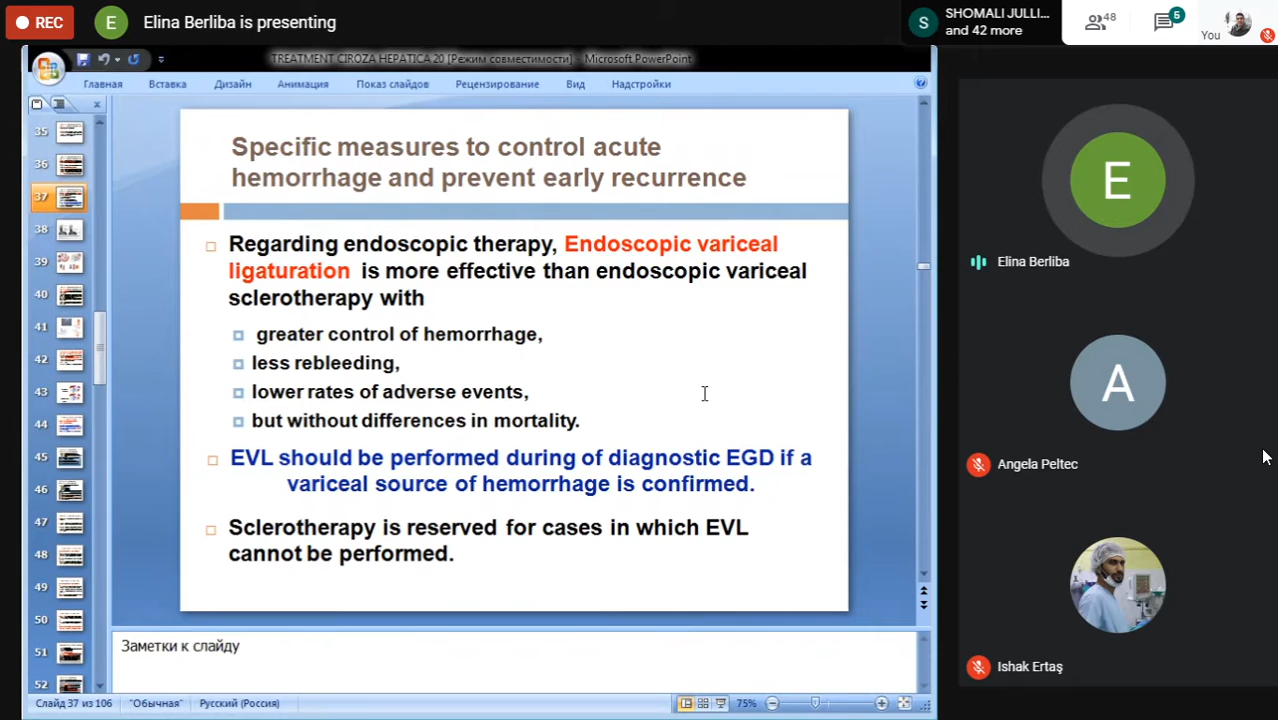 REC
E
Elina Berliba is presenting
S
SHOMALI JULLI...
and 42 more
48
5
You
TREATMENT CIROZA HEPATICA 20 [Режим совместимости] - Microsoft PowerPoint
Главная
Вставка
Дизайн
Анимация
Показ слайдов
Рецензирование
Вид
Надстройки
35
36
37
38
39
40
41
42
43
44
45
46
47
48
49
50
51
52
Specific measures to control acute
hemorrhage and prevent early recurrence
Regarding endoscopic therapy, Endoscopic variceal
ligaturation is more effective than endoscopic variceal
sclerotherapy with
greater control of hemorrhage,
less rebleeding,
lower rates of adverse events,
but without differences in mortality.
EVL should be performed during of diagnostic EGD if a
variceal source of hemorrhage is confirmed.
Sclerotherapy is reserved for cases in which EVL
cannot be performed.
Заметки к слайду
Слайд 37 из 106
"Обычная"
Русский (Россия)
75%
E
Elina Berliba
A
Angela Peltec
Ishak Ertaş